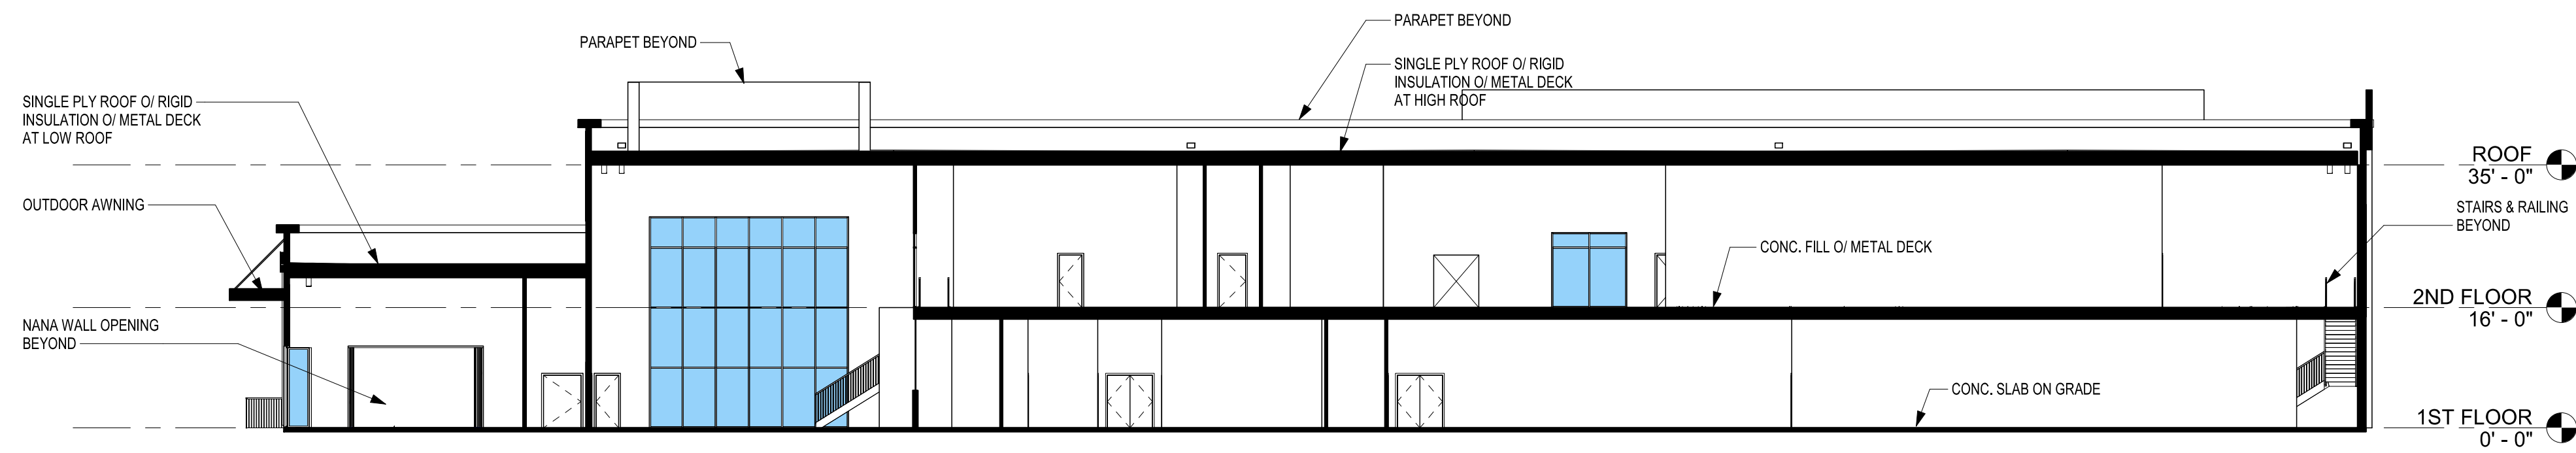 PARAPET BEYOND
PARAPET BEYOND
SINGLE PLY ROOF O/ RIGID
INSULATION O/ METAL DECK
AT HIGH ROOF
SINGLE PLY ROOF O/ RIGID
INSULATION O/ METAL DECK
AT LOW ROOF
ROOF
35' - 0"
OUTDOOR AWNING
STAIRS & RAILING
BEYOND
CONC. FILL O/ METAL DECK
2ND FLOOR
16' - 0"
NANA WALL OPENING
BEYOND
CONC. SLAB ON GRADE
1ST FLOOR
0' - 0"